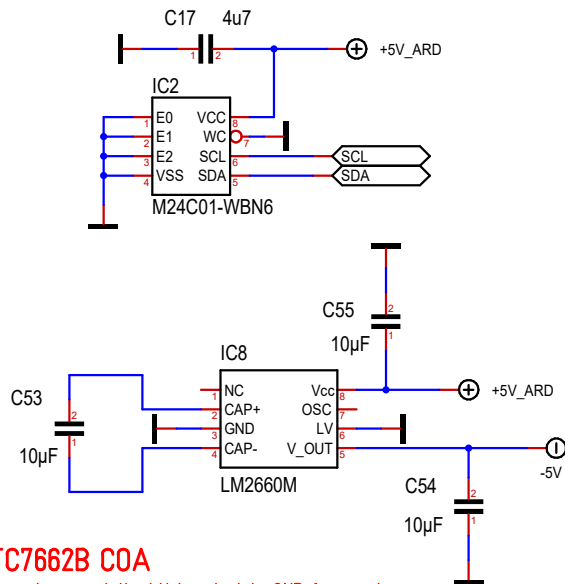 C17 4u7
1 2
+5V_ARD
IC2
E0 VCC
1 8
E1 WC
2 7
E2 SCL SCL
3 6
VSS SDA SDA
4 5
M24C01-WBN6
C55
2
1
10µF
IC8
NC Vcc
1 8
+5V_ARD
C53
2
1
10µF
CAP+ OSC
2 7
GND LV
3 6
CAP- V_OUT
4 5
-5V
LM2660M
C54
2
1
10µF
TC7662B COA